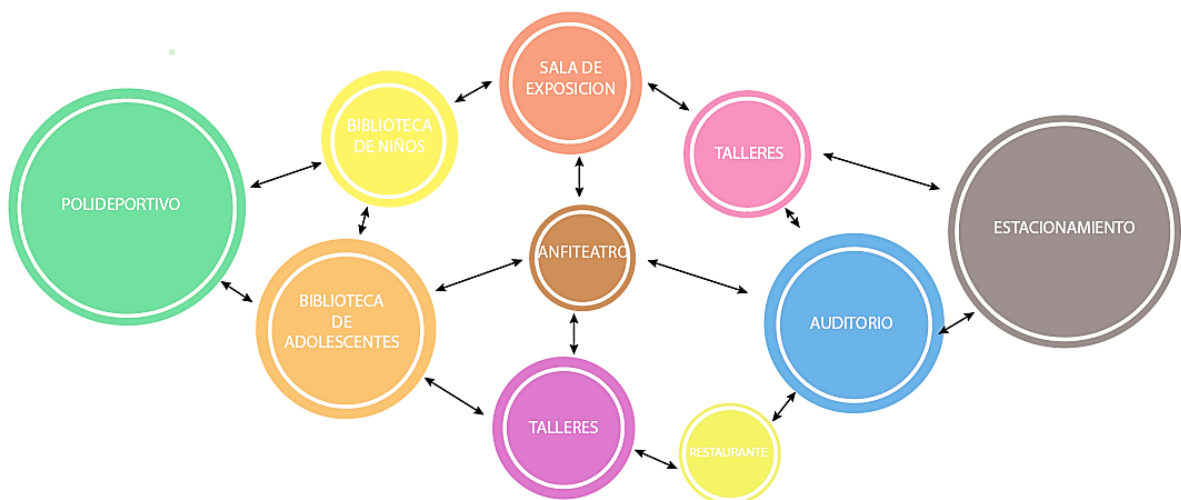 SALA DE
EXPOSICION
BIBLIOTECA
DE NIÑOS
TALLERES
POLIDEPORTIVO
ESTACIONAMIENTO
ANFITEATRO
BIBLIOTECA
DE
ADOLESCENTES
AUDITORIO
TALLERES
RESTAURANTE